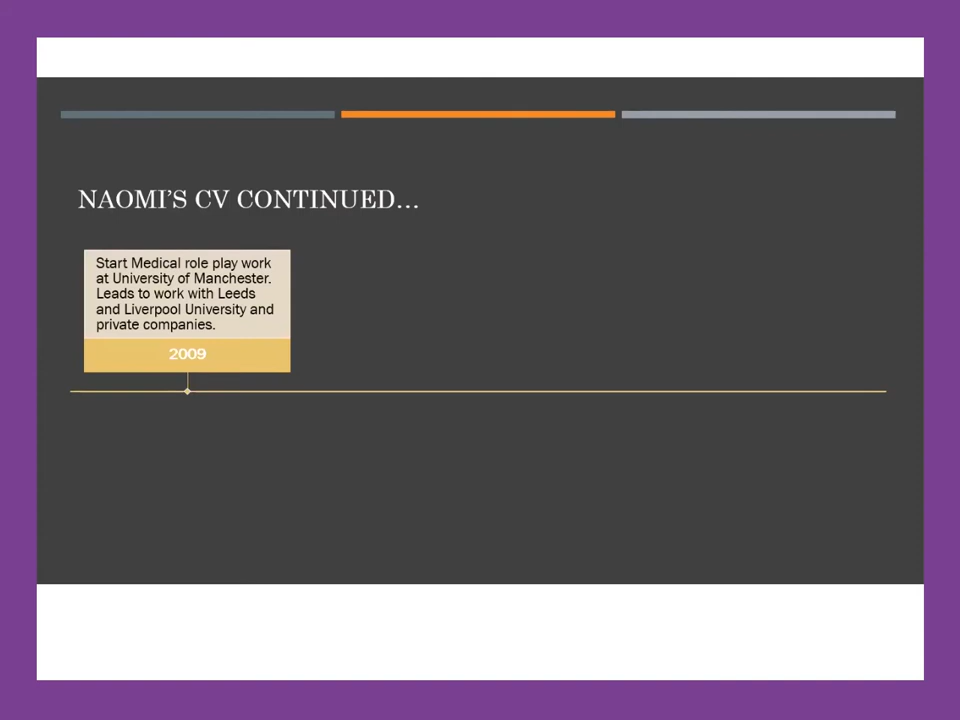 NAOMI’S CV CONTINUED…
Start Medical role play work
at University of Manchester.
Leads to work with Leeds
and Liverpool University and
private companies.
2009